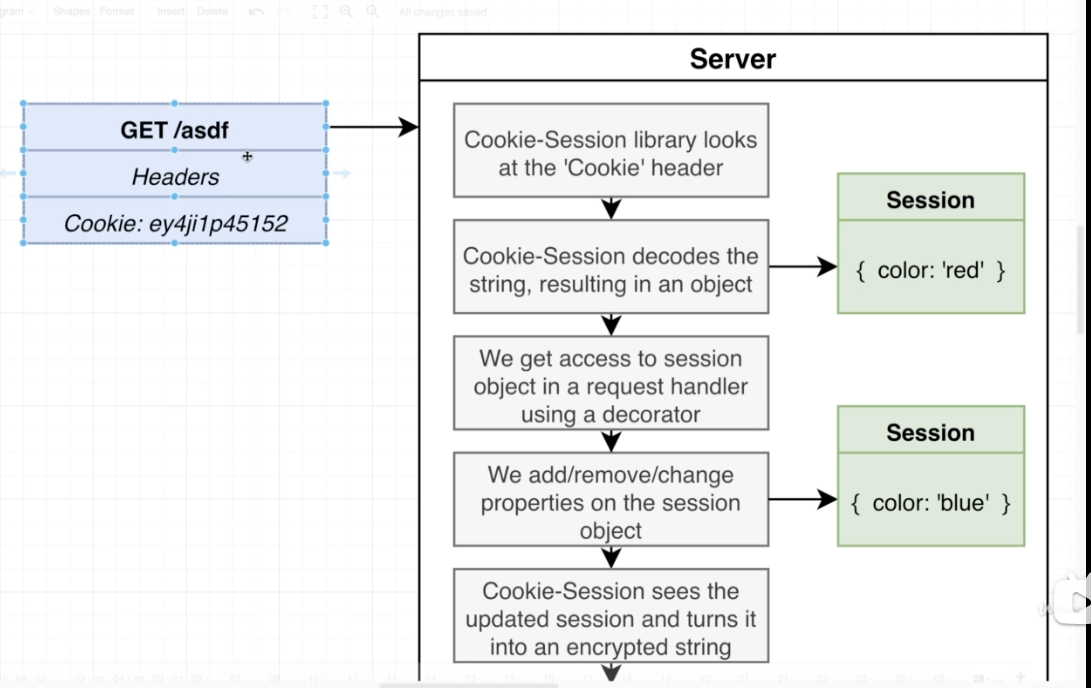 Shapes Format Insert Delete All changes saved
Server
GET /asdf
Headers
Cookie: ey4ji1p45152
Cookie-Session library looks
at the 'Cookie' header
Cookie-Session decodes the
string, resulting in an object
Session
{ color: 'red' }
We get access to session
object in a request handler
using a decorator
We add/remove/change
properties on the session
object
Session
{ color: 'blue' }
Cookie-Session sees the
updated session and turns it
into an encrypted string